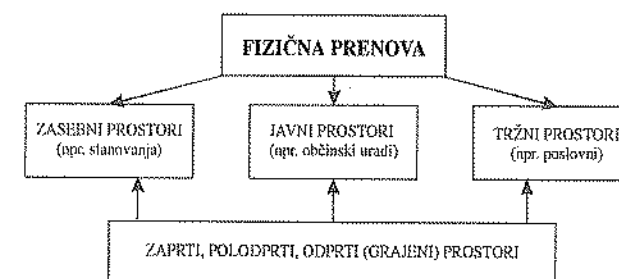 FIZIČNA PRENOVA
ZASEBNI PROSTORI
(npr. stanovanja)
JAVNI PROSTORI
(npr. občinski uradi)
TRŽNI PROSTORI
(npr. poslovni)
ZAPRTI, POLODPRTI, ODPRTI (GRAJENI) PROSTORI